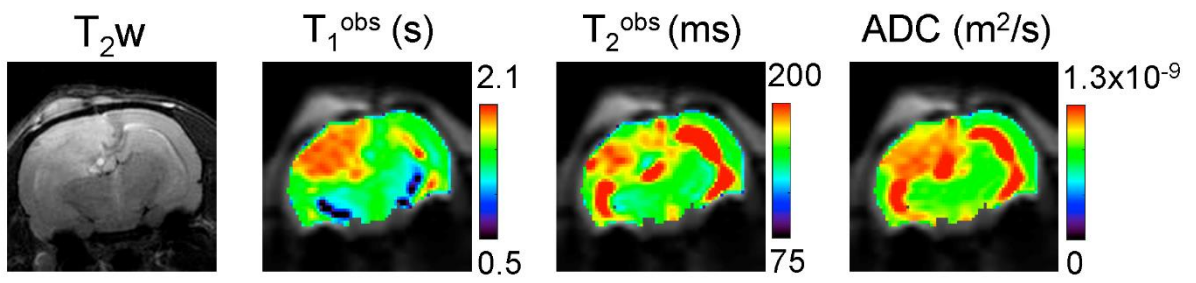 T₂w
T₁ᵒᵇˢ (s)
T₂ᵒᵇˢ (ms)
ADC (m²/s)
2.1
0.5
200
75
1.3x10⁻⁹
0